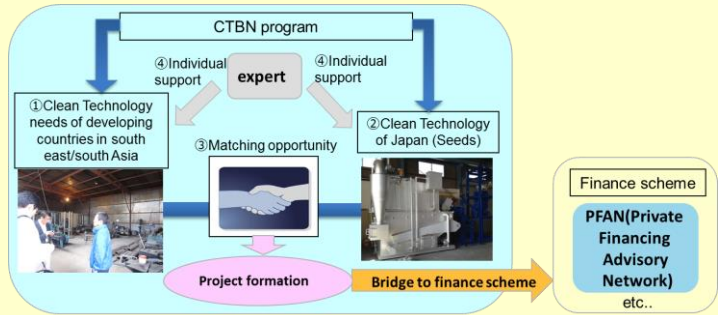 CTBN program
④Individual
support
expert
④Individual
support
①Clean Technology
needs of developing
countries in south
east/south Asia
③Matching opportunity
②Clean Technology
of Japan (Seeds)
Project formation
Bridge to finance scheme
Finance scheme
PFAN(Private
Financing
Advisory
Network)
etc..